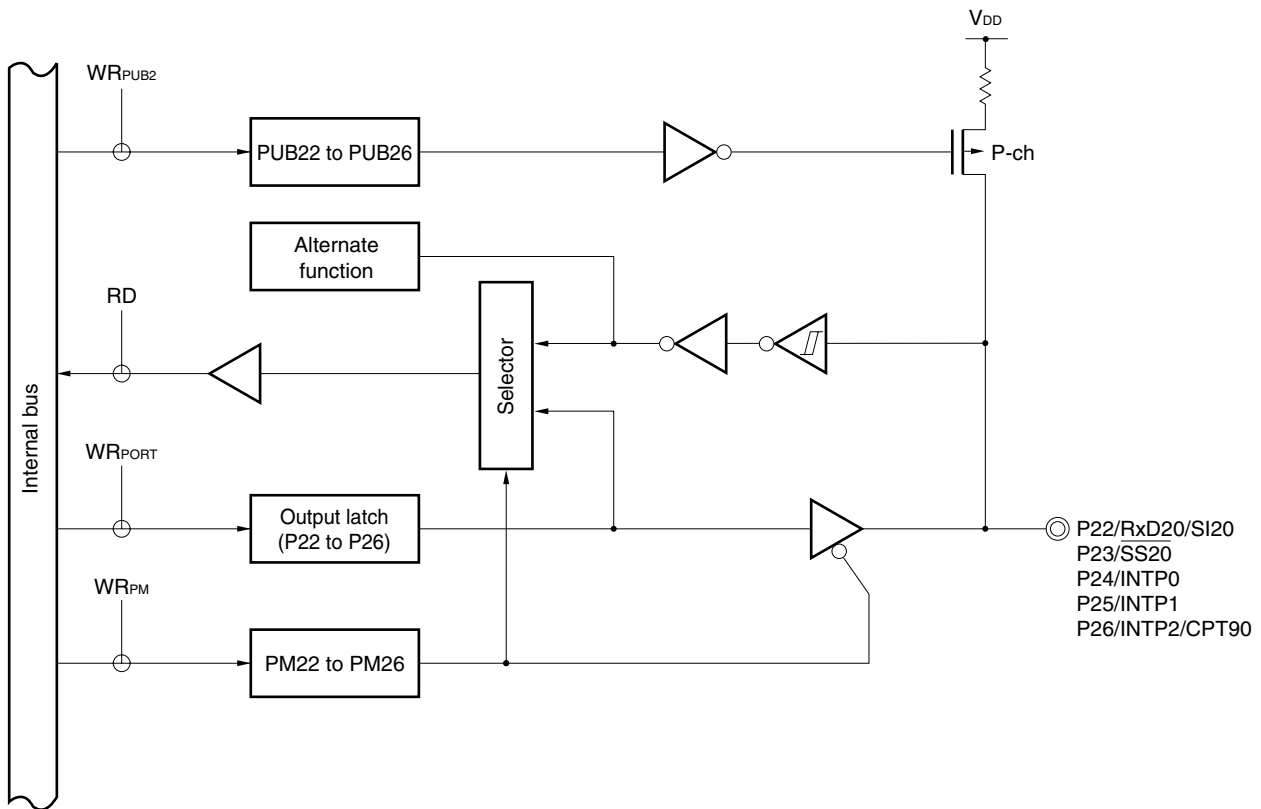 VDD
WRPUB2
PUB22 to PUB26
P-ch
Alternate
function
RD
Selector
Internal bus
WRPORT
Output latch
(P22 to P26)
P22/RxD20/SI20
P23/SS20
P24/INTP0
P25/INTP1
P26/INTP2/CPT90
WRPM
PM22 to PM26